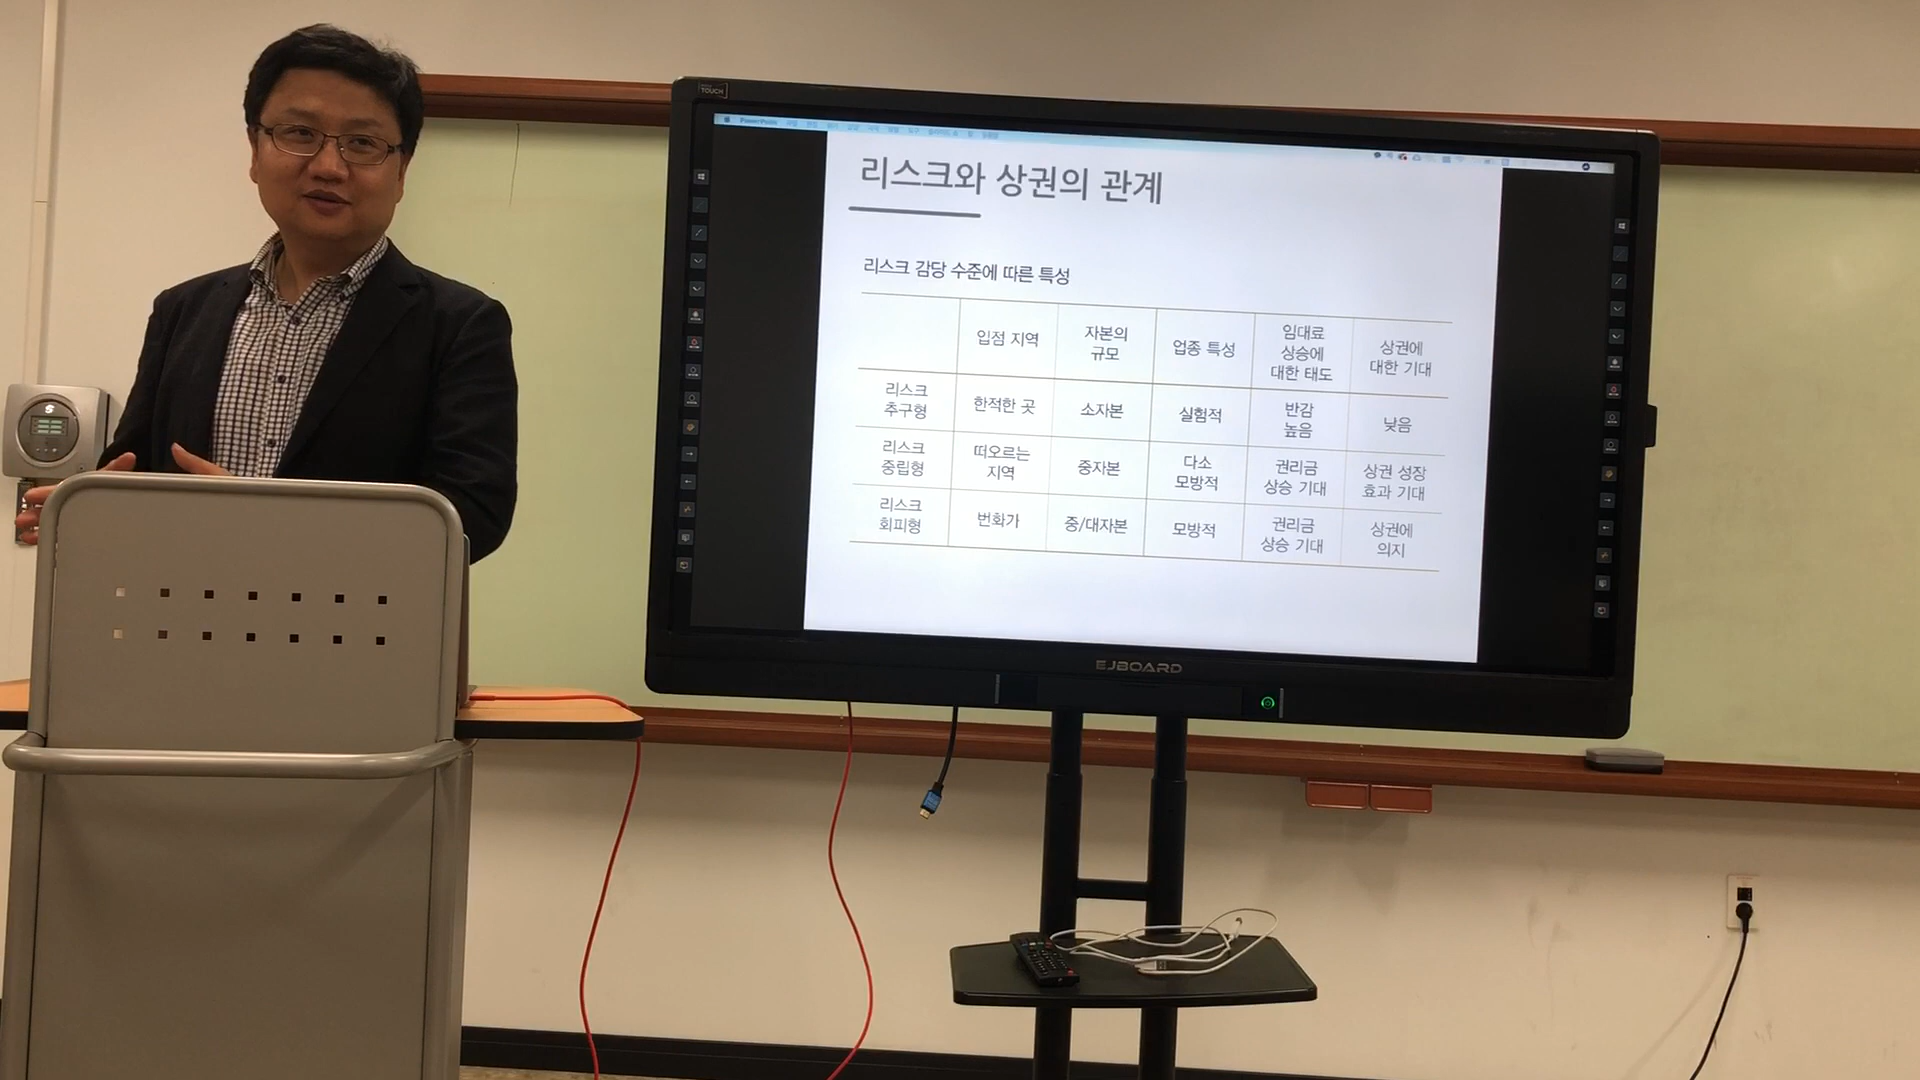 TOUCH
PowerPoint
리스크와 상권의 관계
리스크 감당 수준에 따른 특성
입점 지역
자본의
규모
업종 특성
임대료
상승에
대한 태도
상권에
대한 기대
리스크
추구형
한적한 곳
소자본
실험적
반감
높음
낮음
리스크
중립형
떠오르는
지역
중자본
다소
모방적
권리금
상승 기대
상권 성장
효과 기대
리스크
회피형
번화가
중/대자본
모방적
권리금
상승 기대
상권에
의지
EJBOARD